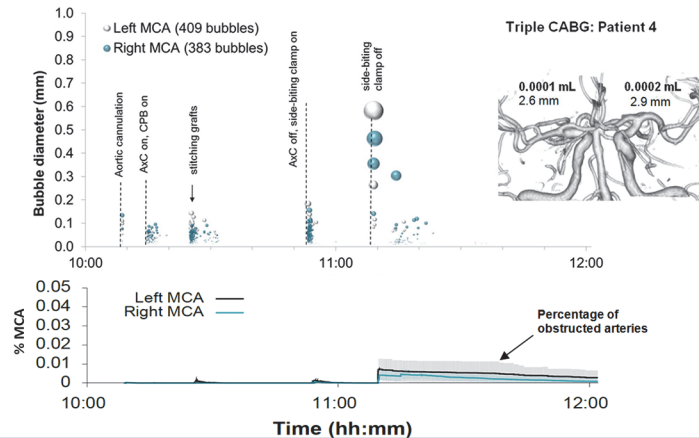 Triple CABG: Patient 4
Bubble diameter (mm)
1.0
0.9
0.8
0.7
0.6
0.5
0.4
0.3
0.2
0.1
0.0
Left MCA (409 bubbles)
Right MCA (383 bubbles)
Aortic cannulation
AxC on, CPB on
stitching grafts
AxC off, side-biting clamp on
side-biting
clamp off
0.0001 mL
2.6 mm
0.0002 mL
2.9 mm
10:00
11:00
12:00
% MCA
0.05
0.04
0.03
0.02
0.01
0
Left MCA
Right MCA
Percentage of
obstructed arteries
10:00
11:00
12:00
Time (hh:mm)